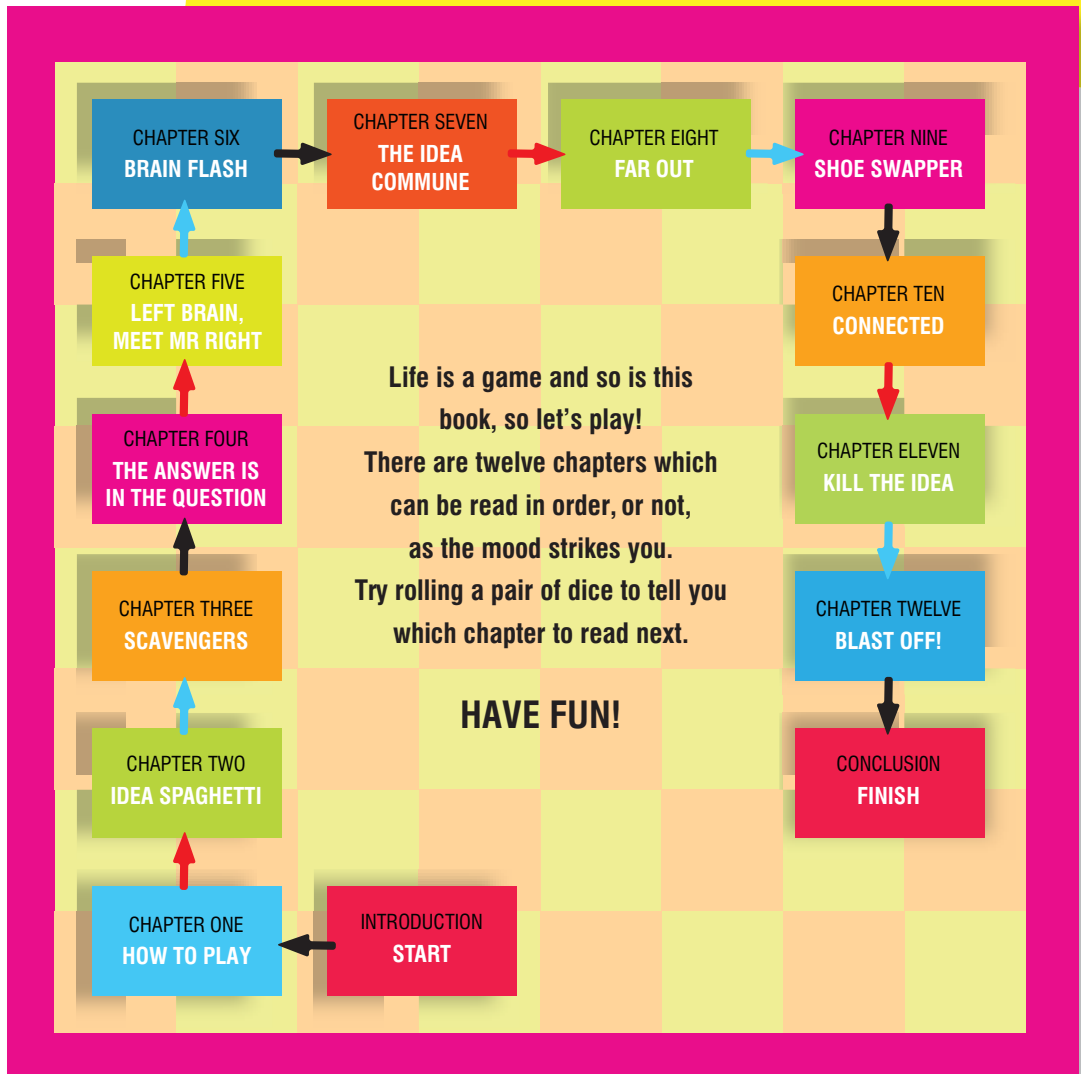 CHAPTER SIX
BRAIN FLASH
CHAPTER SEVEN
THE IDEA
COMMUNE
CHAPTER EIGHT
FAR OUT
CHAPTER NINE
SHOE SWAPPER
CHAPTER FIVE
LEFT BRAIN,
MEET MR RIGHT
CHAPTER TEN
CONNECTED
Life is a game and so is this
book, so let's play!
There are twelve chapters which
can be read in order, or not,
as the mood strikes you.
Try rolling a pair of dice to tell you
which chapter to read next.
HAVE FUN!
CHAPTER FOUR
THE ANSWER IS
IN THE QUESTION
CHAPTER ELEVEN
KILL THE IDEA
CHAPTER THREE
SCAVENGERS
CHAPTER TWELVE
BLAST OFF!
CHAPTER TWO
IDEA SPAGHETTI
CONCLUSION
FINISH
CHAPTER ONE
HOW TO PLAY
INTRODUCTION
START